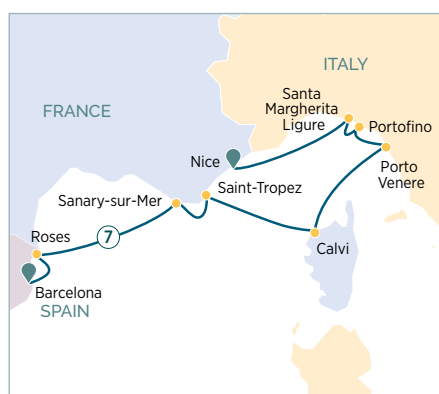 ITALY
FRANCE
Santa
Margherita
Ligure
Portofino
Nice
Porto
Venere
Saint-Tropez
Sanary-sur-Mer
Roses
7
Calvi
Barcelona
SPAIN